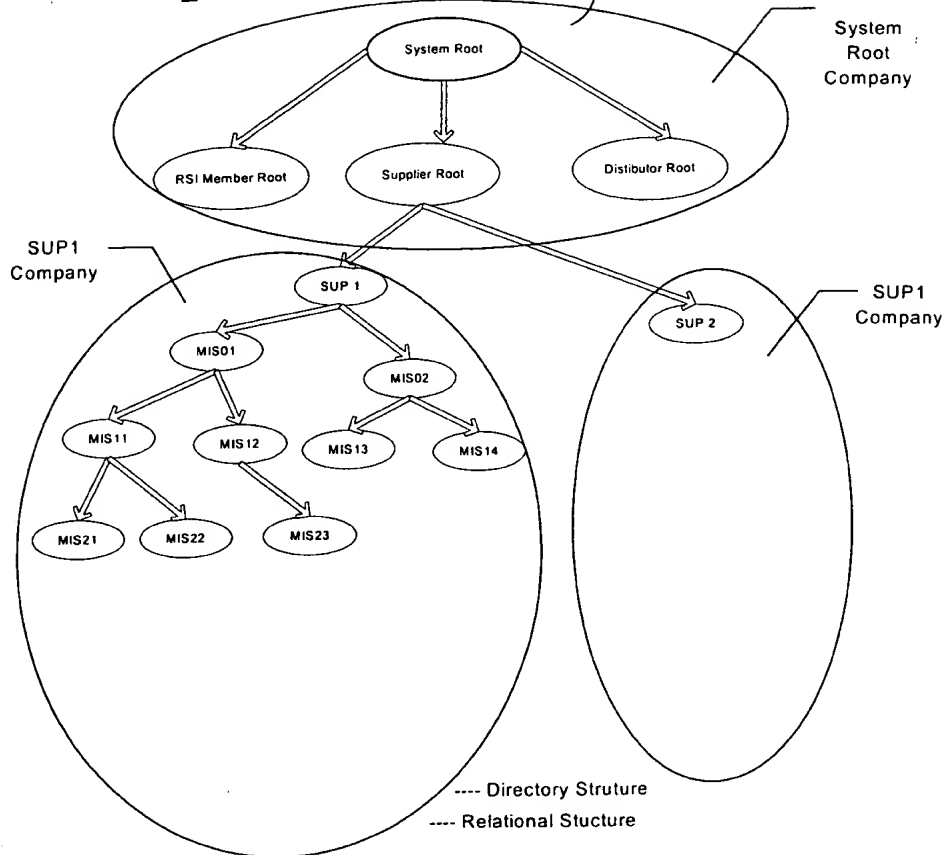 System Root
System
Root
Company
RSI Member Root
Supplier Root
Distibutor Root
SUP1
Company
SUP 1
SUP 2
SUP1
Company
MIS01
MIS02
MIS11
MIS12
MIS13
MIS14
MIS21
MIS22
MIS23
---- Directory Struture
---- Relational Stucture